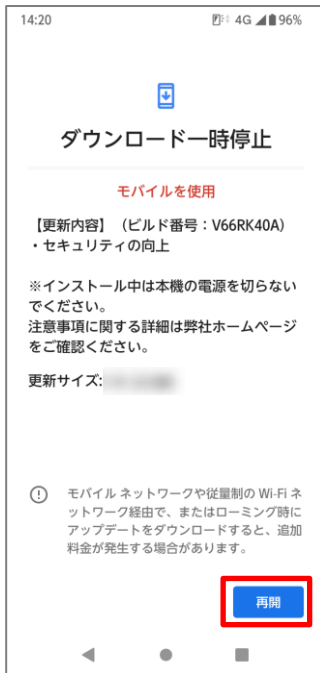 14:20 4G 96%
ダウンロード一時停止
モバイルを使用
【更新内容】（ビルド番号：V66RK40A）
・セキュリティの向上
※インストール中は本機の電源を切らない
でください。
注意事項に関する詳細は弊社ホームページ
をご確認ください。
更新サイズ:
モバイル ネットワークや従量制の Wi-Fi ネ
ットワーク経由で、またはローミング時に
アップデートをダウンロードすると、追加
料金が発生する場合があります。
再開